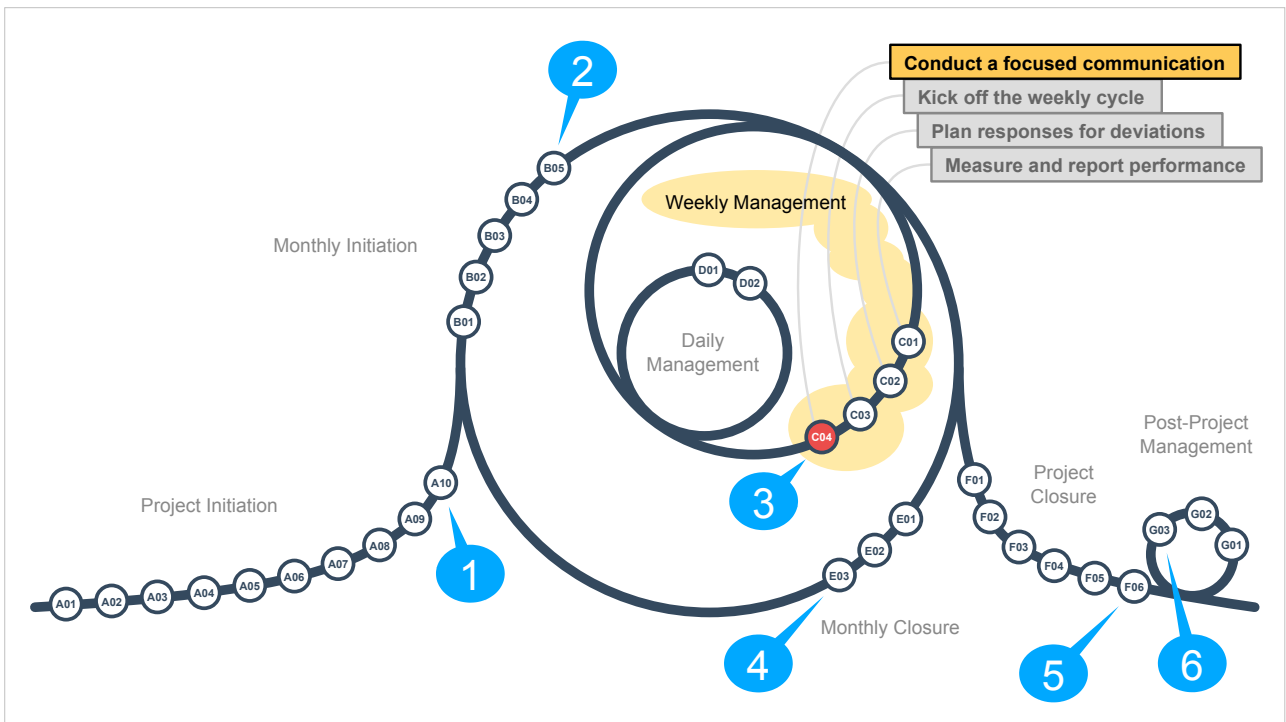 Conduct a focused communication
Kick off the weekly cycle
Plan responses for deviations
Measure and report performance
2
B05
B04
B03
B02
B01
Monthly Initiation
Weekly Management
D01
D02
Daily
Management
C01
C02
C03
C04
3
Project Initiation
A01
A02
A03
A04
A05
A06
A07
A08
A09
A10
1
E01
E02
E03
Monthly Closure
4
Project
Closure
F01
F02
F03
F04
F05
F06
5
Post-Project
Management
G03
G02
G01
6